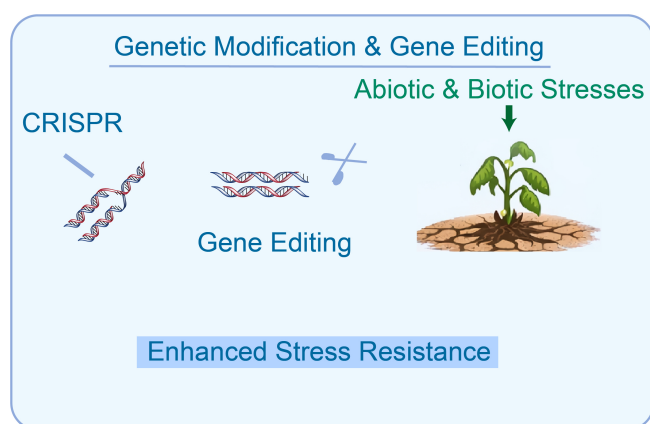 Genetic Modification & Gene Editing
Abiotic & Biotic Stresses
CRISPR
Gene Editing
Enhanced Stress Resistance